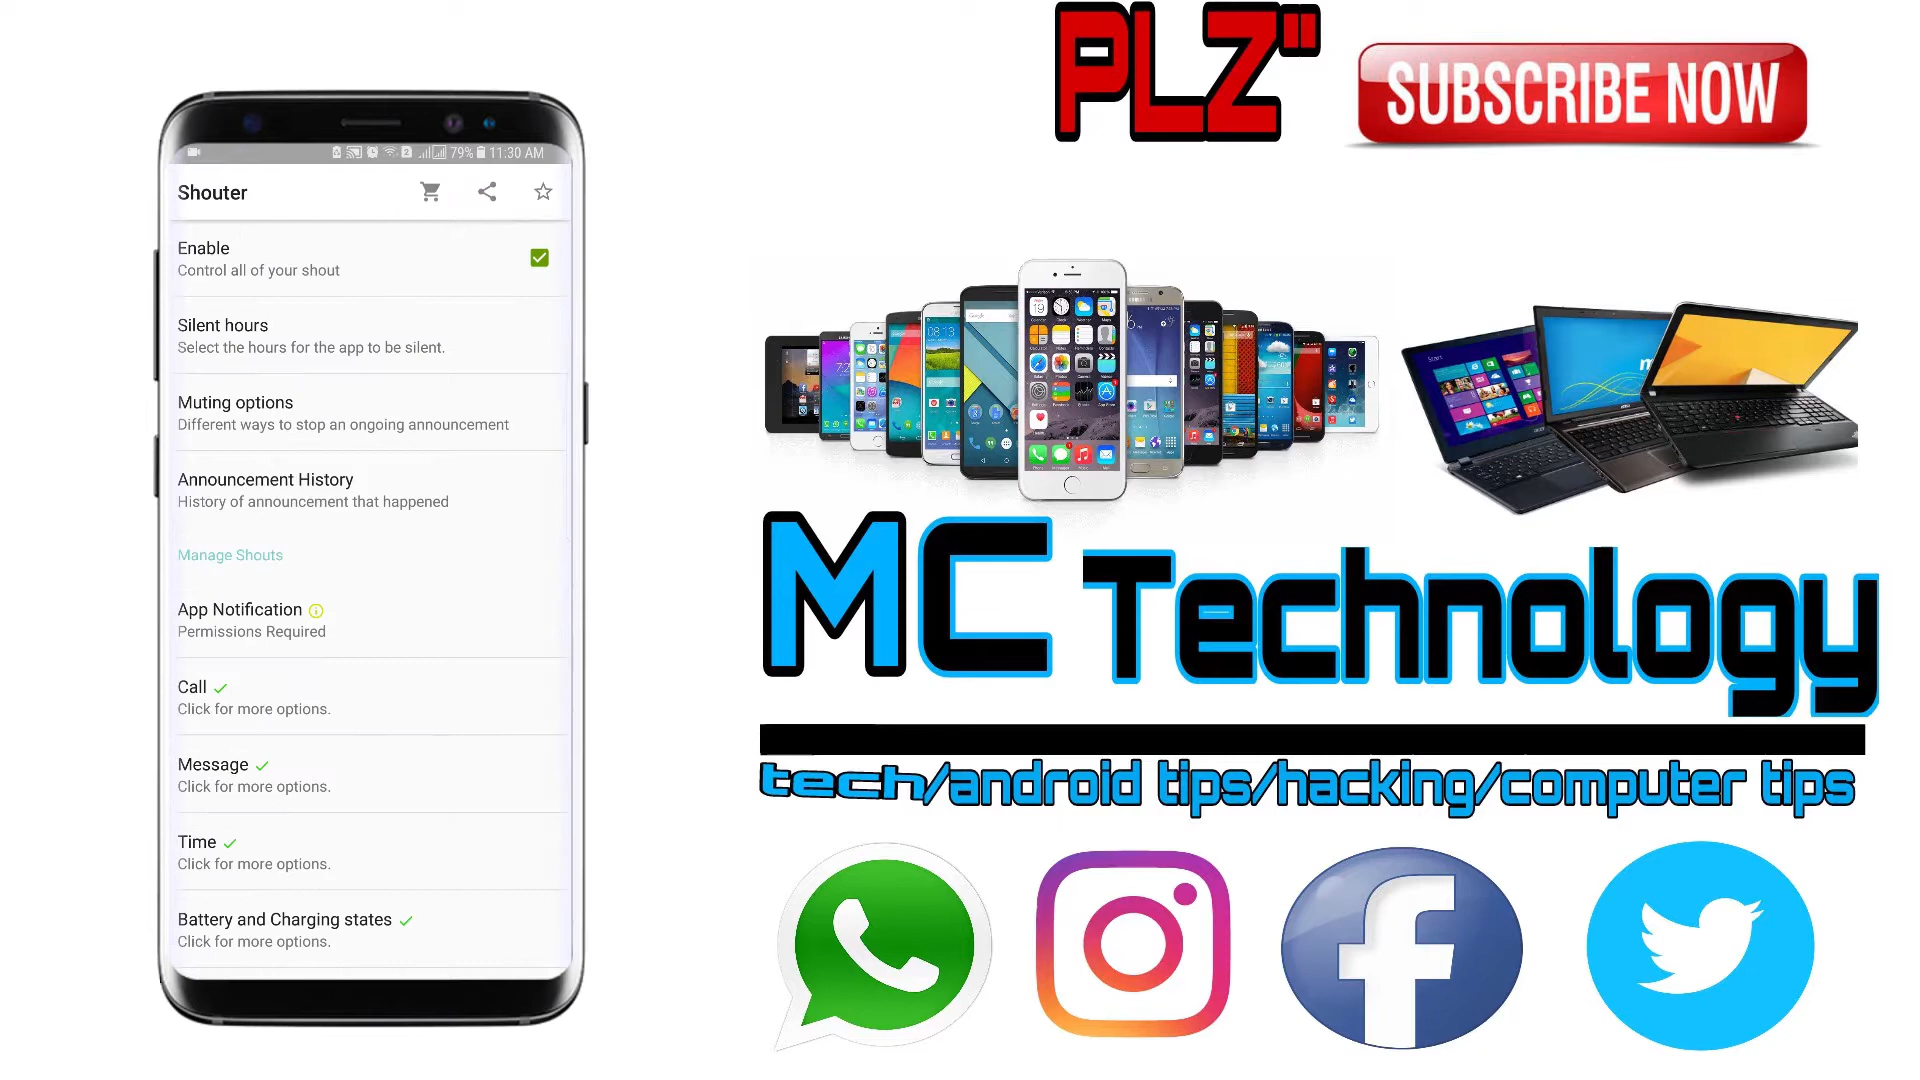 PLZ"
SUBSCRIBE NOW
79% 11:30 AM
Shouter
Enable
Control all of your shout
Silent hours
Select the hours for the app to be silent.
Muting options
Different ways to stop an ongoing announcement
Announcement History
History of announcement that happened
Manage Shouts
App Notification
Permissions Required
Call
Click for more options.
Message
Click for more options.
Time
Click for more options.
Battery and Charging states
Click for more options.
MC Technology
tech/android tips/hacking/computer tips